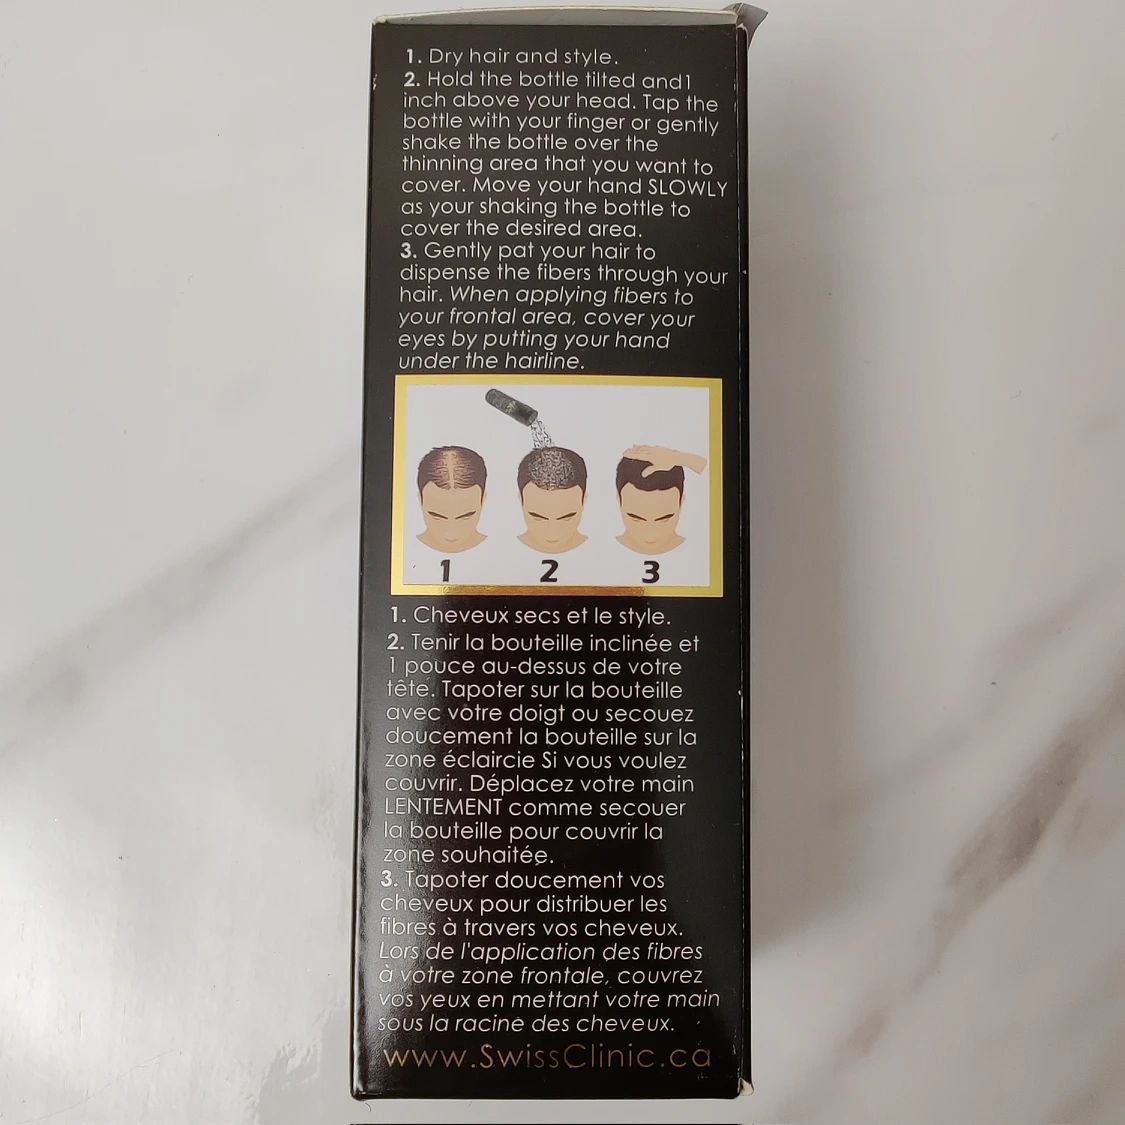 1. Dry hair and style.
2. Hold the bottle tilted and 1
inch above your head. Tap the
bottle with your finger or gently
shake the bottle over the
thinning area that you want to
cover. Move your hand SLOWLY
as your shaking the bottle to
cover the desired area.
3. Gently pat your hair to
dispense the fibers through your
hair. When applying fibers to
your frontal area, cover your
eyes by putting your hand
under the hairline.
1 2 3
1. Cheveux secs et le style.
2. Tenir la bouteille inclinée et
1 pouce au-dessus de votre
tête. Tapoter sur la bouteille
avec votre doigt ou secouez
doucement la bouteille sur la
zone éclaircie Si vous voulez
couvrir. Déplacez votre main
LENTEMENT comme secouer
la bouteille pour couvrir la
zone souhaitée.
3. Tapoter doucement vos
cheveux pour distribuer les
fibres à travers vos cheveux.
Lors de l'application des fibres
à votre zone frontale, couvrez
vos yeux en mettant votre main
sous la racine des cheveux.
www.SwissClinic.ca